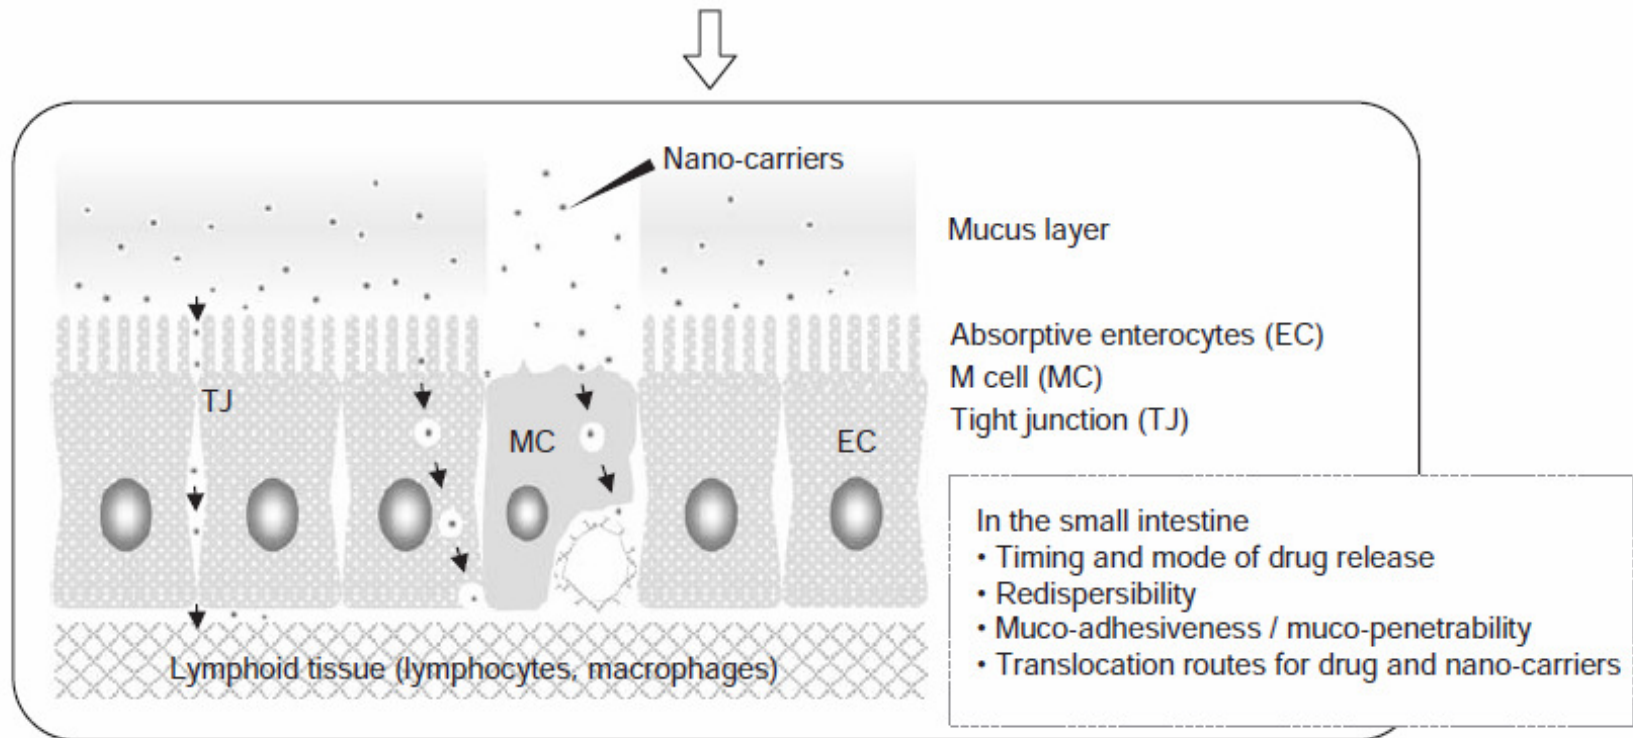 Nano-carriers
Mucus layer
Absorptive enterocytes (EC)
M cell (MC)
Tight junction (TJ)
TJ
MC
EC
In the small intestine
• Timing and mode of drug release
• Redispersibility
• Muco-adhesiveness / muco-penetrability
• Translocation routes for drug and nano-carriers
Lymphoid tissue (lymphocytes, macrophages)